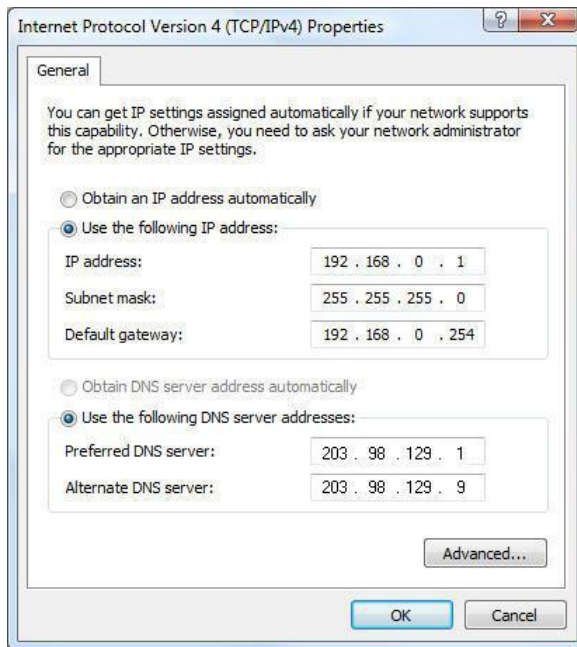 Internet Protocol Version 4 (TCP/IPv4) Properties
General
You can get IP settings assigned automatically if your network supports
this capability. Otherwise, you need to ask your network administrator
for the appropriate IP settings.
Obtain an IP address automatically
Use the following IP address:
IP address: 192 . 168 . 0 . 1
Subnet mask: 255 . 255 . 255 . 0
Default gateway: 192 . 168 . 0 . 254
Obtain DNS server address automatically
Use the following DNS server addresses:
Preferred DNS server: 203 . 98 . 129 . 1
Alternate DNS server: 203 . 98 . 129 . 9
Advanced...
OK Cancel